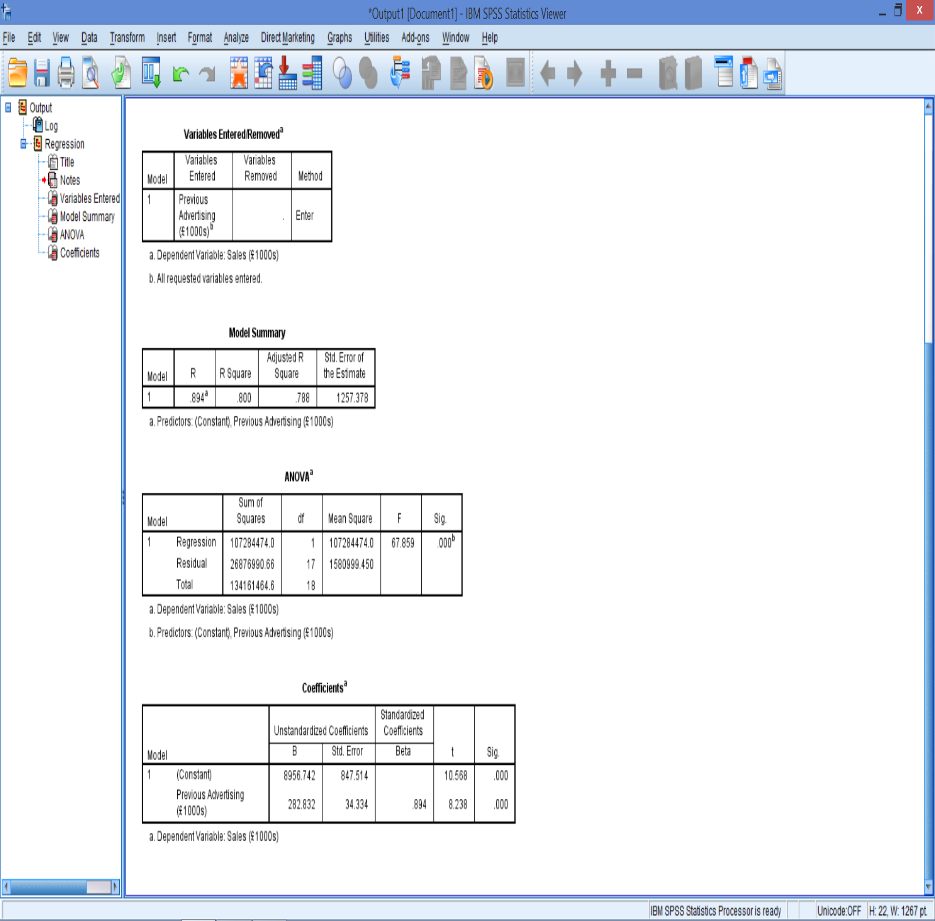 *Output1 [Document1] - IBM SPSS Statistics Viewer
X
File Edit View Data Transform Insert Format Analyze Direct Marketing Graphs Utilities Add-ons Window Help
Output
Log
Regression
Title
Notes
Variables Entered
Model Summary
ANOVA
Coefficients
Variables Entered/Removedᵃ
Model Variables Entered Variables Removed Method
1 Previous Advertising (£1000s)ᵇ . Enter
a. Dependent Variable: Sales (£1000s)
b. All requested variables entered.
Model Summary
Model R R Square Adjusted R Square Std. Error of the Estimate
1 .894ᵃ .800 .788 1257.378
a. Predictors: (Constant), Previous Advertising (£1000s)
ANOVAᵃ
Model Sum of Squares df Mean Square F Sig.
1 Regression 107284474.0 1 107284474.0 67.859 .000ᵇ
Residual 26876990.66 17 1580999.450
Total 134161464.6 18
a. Dependent Variable: Sales (£1000s)
b. Predictors: (Constant), Previous Advertising (£1000s)
Coefficientsᵃ
Model Unstandardized Coefficients Standardized Coefficients t Sig.
B Std. Error Beta
1 (Constant) 8956.742 847.514 10.568 .000
Previous Advertising (£1000s) 282.832 34.334 .894 8.238 .000
a. Dependent Variable: Sales (£1000s)
IBM SPSS Statistics Processor is ready Unicode:OFF H: 22, W: 1267 pt